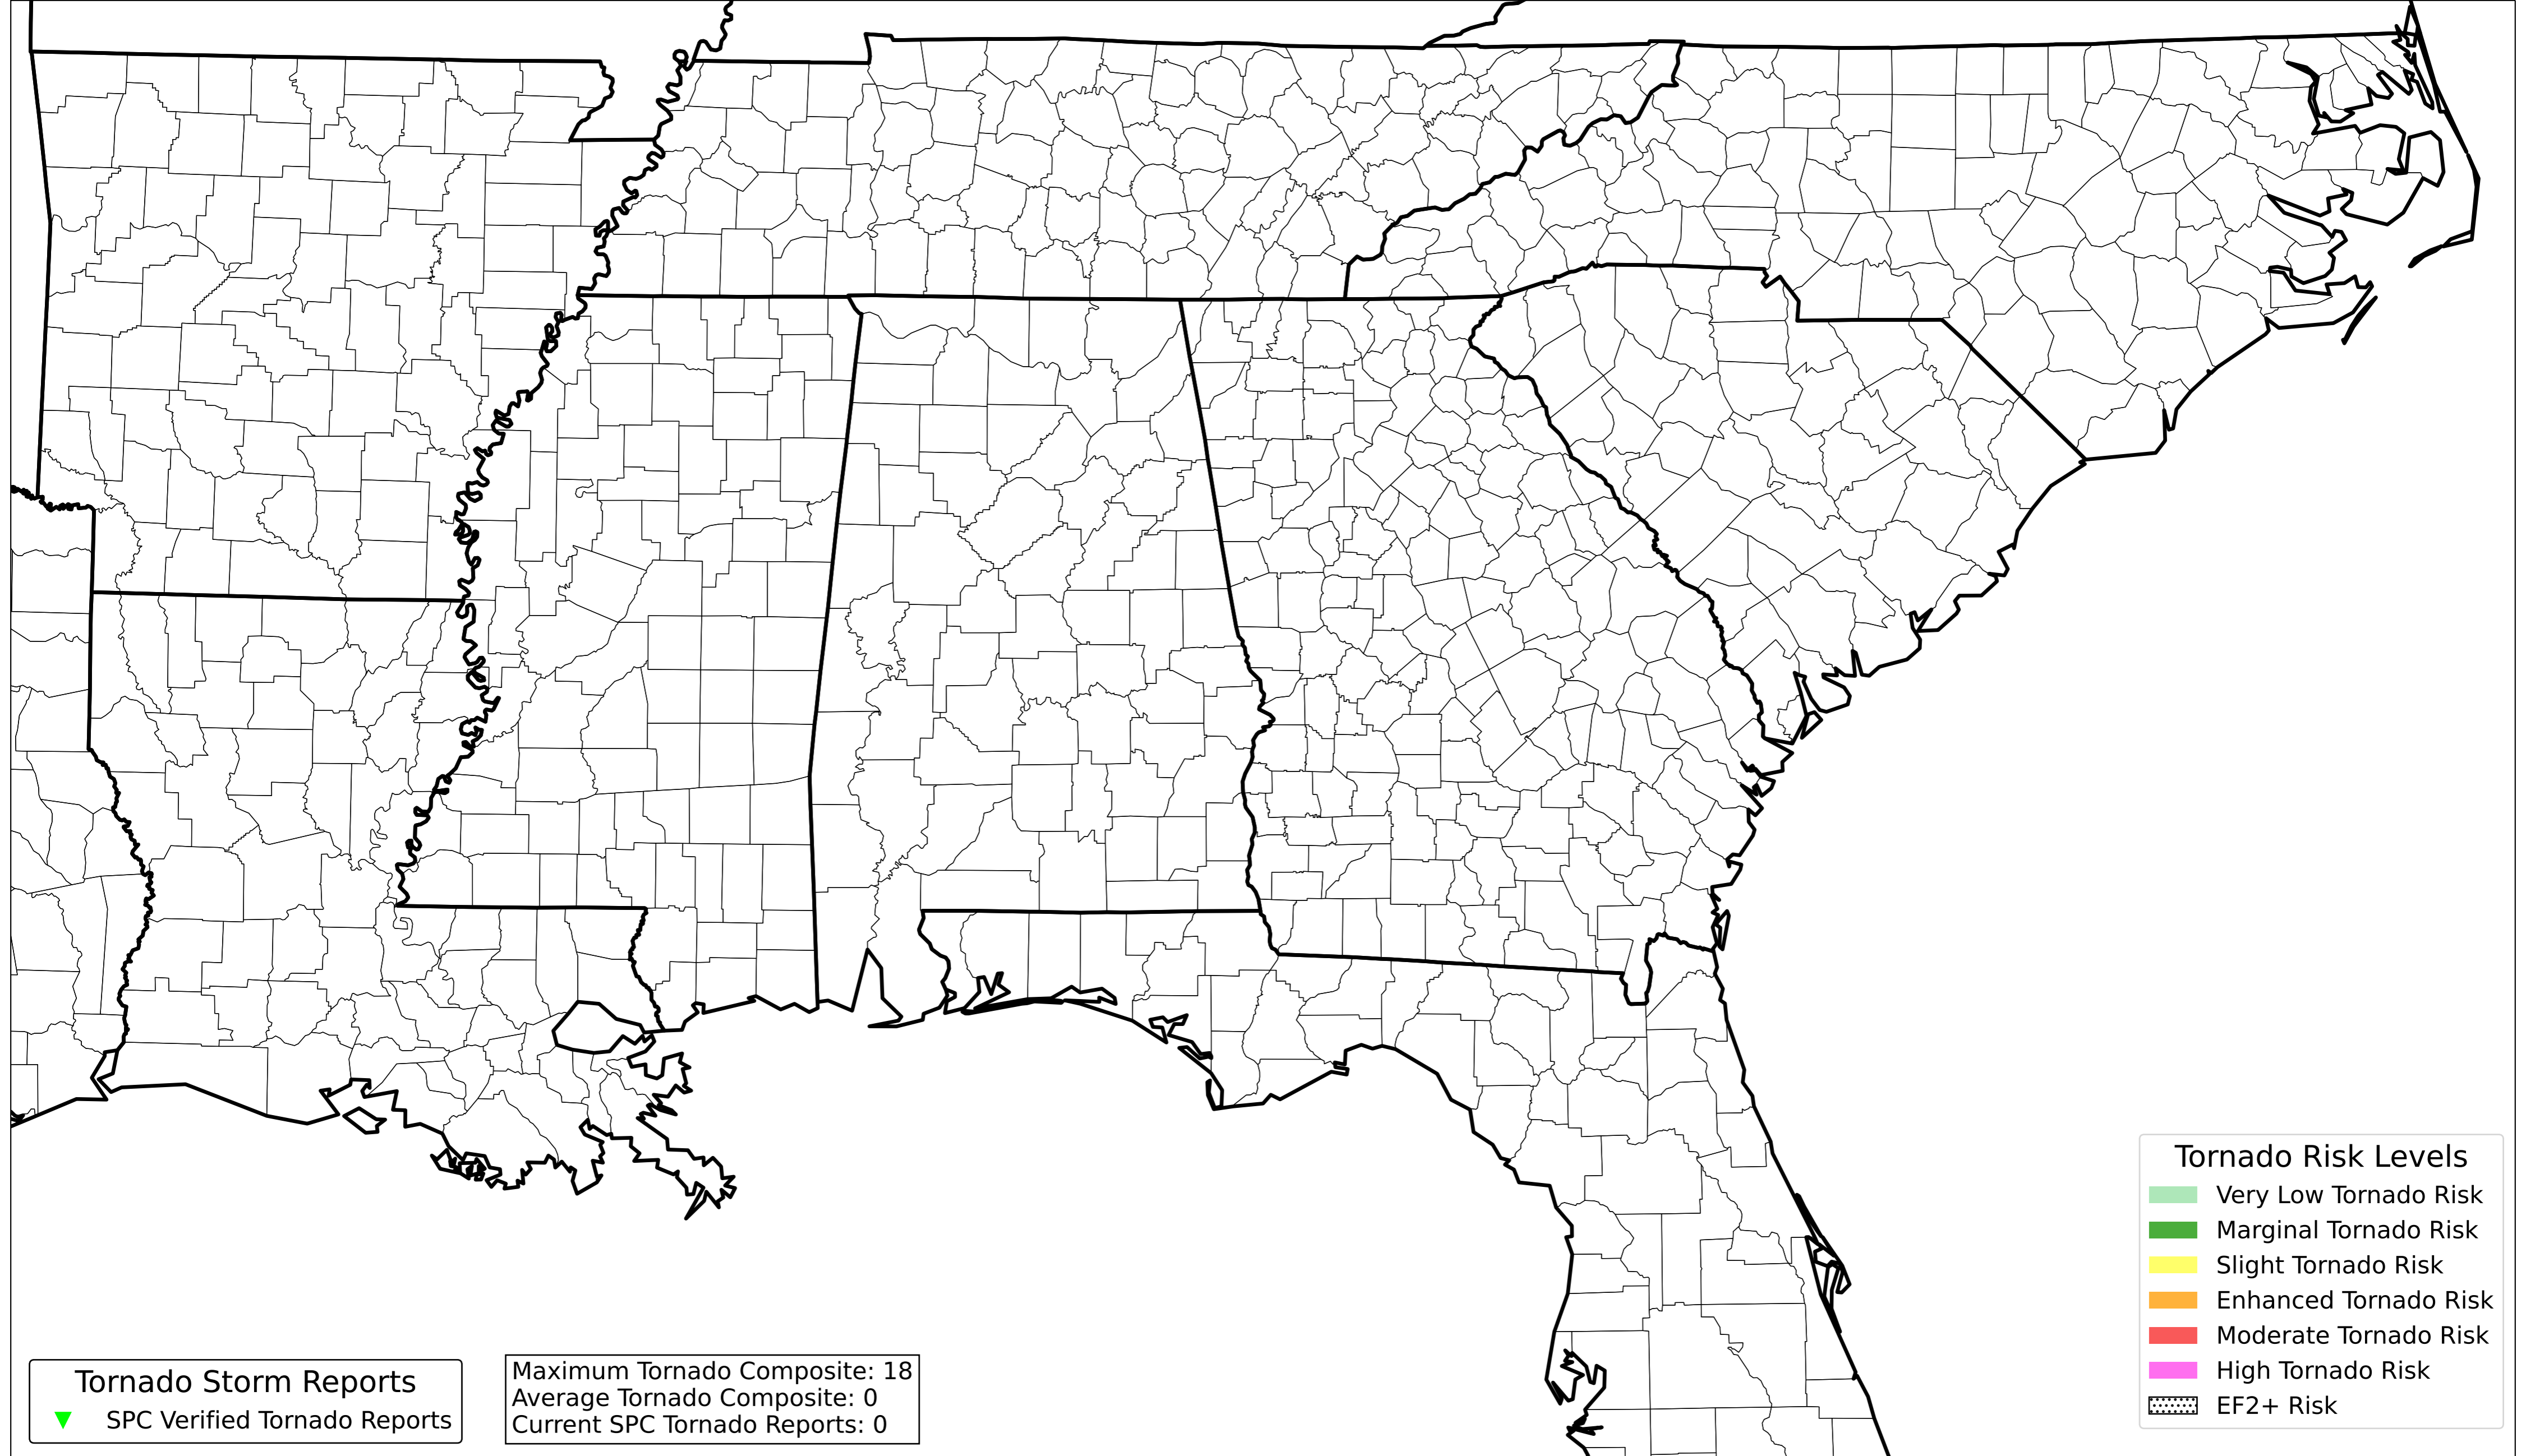 Tornado Risk Levels
Very Low Tornado Risk
Marginal Tornado Risk
Slight Tornado Risk
Enhanced Tornado Risk
Moderate Tornado Risk
High Tornado Risk
EF2+ Risk
Tornado Storm Reports
SPC Verified Tornado Reports
Maximum Tornado Composite: 18
Average Tornado Composite: 0
Current SPC Tornado Reports: 0